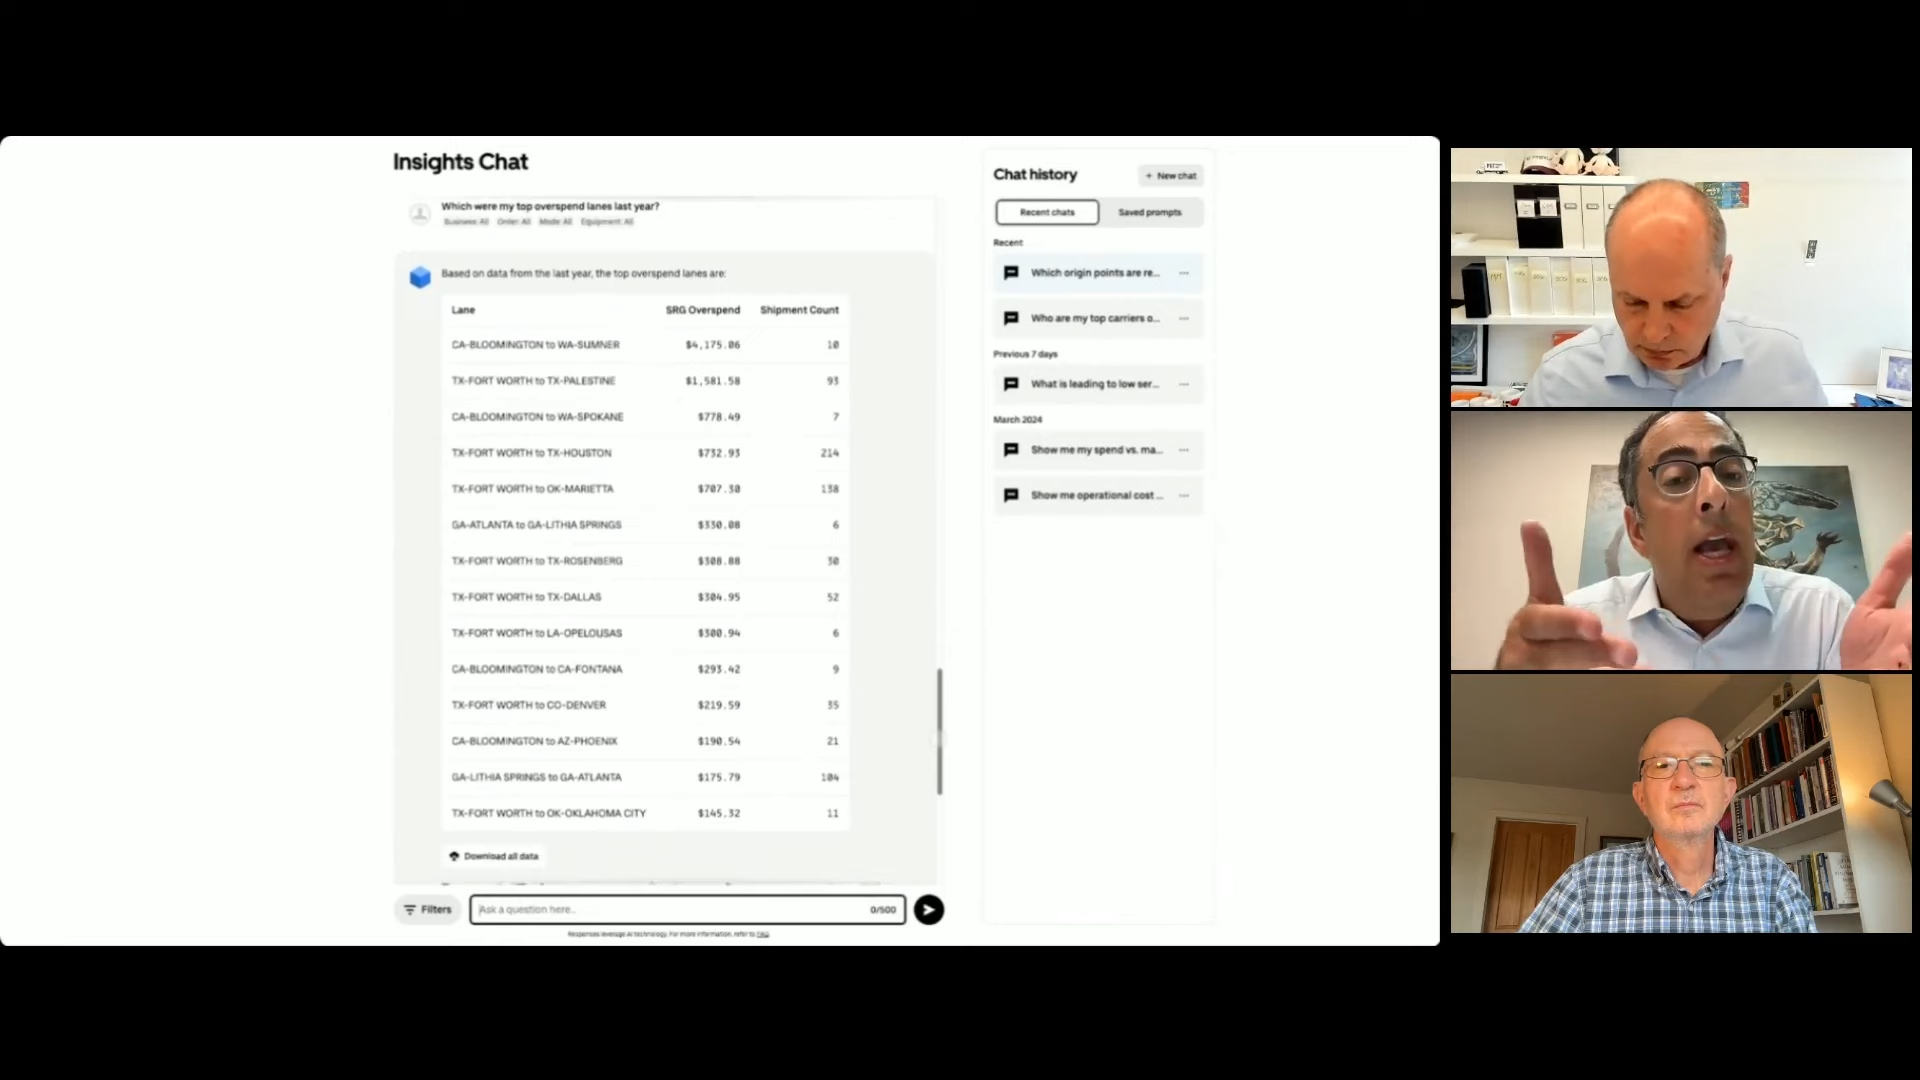 Insights Chat
Which were my top overspend lanes last year?
Business: All Order: All Mode: All Equipment: All
Based on data from the last year, the top overspend lanes are:
Lane SRG Overspend Shipment Count
CA-BLOOMINGTON to WA-SUMNER $4,175.06 10
TX-FORT WORTH to TX-PALESTINE $1,581.58 93
CA-BLOOMINGTON to WA-SPOKANE $778.49 7
TX-FORT WORTH to TX-HOUSTON $732.93 214
TX-FORT WORTH to OK-MARIETTA $707.30 138
GA-ATLANTA to GA-LITHIA SPRINGS $330.08 6
TX-FORT WORTH to TX-ROSENBERG $308.88 30
TX-FORT WORTH to TX-DALLAS $304.95 52
TX-FORT WORTH to LA-OPELOUSAS $300.94 6
CA-BLOOMINGTON to CA-FONTANA $293.42 9
TX-FORT WORTH to CO-DENVER $219.59 35
CA-BLOOMINGTON to AZ-PHOENIX $190.54 21
GA-LITHIA SPRINGS to GA-ATLANTA $175.79 104
TX-FORT WORTH to OK-OKLAHOMA CITY $145.32 11
Download all data
Filters
Ask a question here.. 0/500
Responses leverage AI technology. For more information, refer to FAQ.
Chat history
+ New chat
Recent chats Saved prompts
Recent
Which origin points are re...
Who are my top carriers o...
Previous 7 days
What is leading to low ser...
March 2024
Show me my spend vs. ma...
Show me operational cost ...